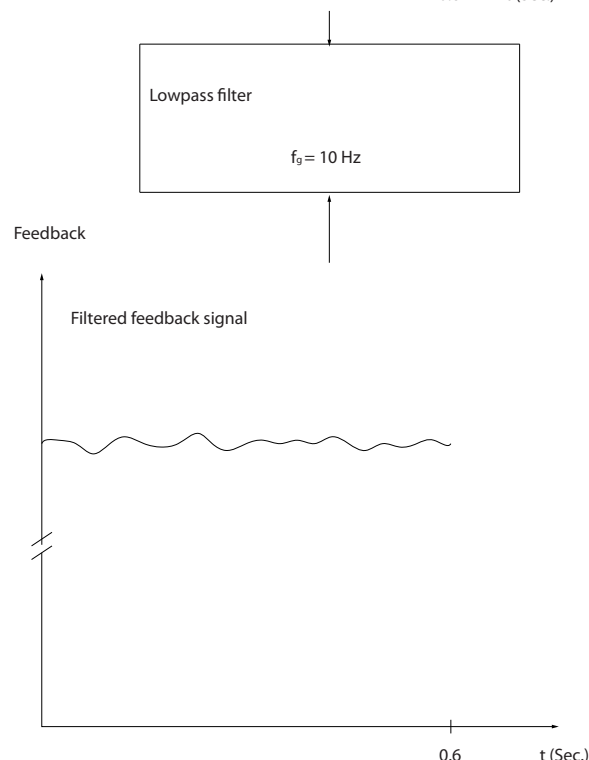 Lowpass filter
fg = 10 Hz
Feedback
Filtered feedback signal
0.6 t (Sec.)